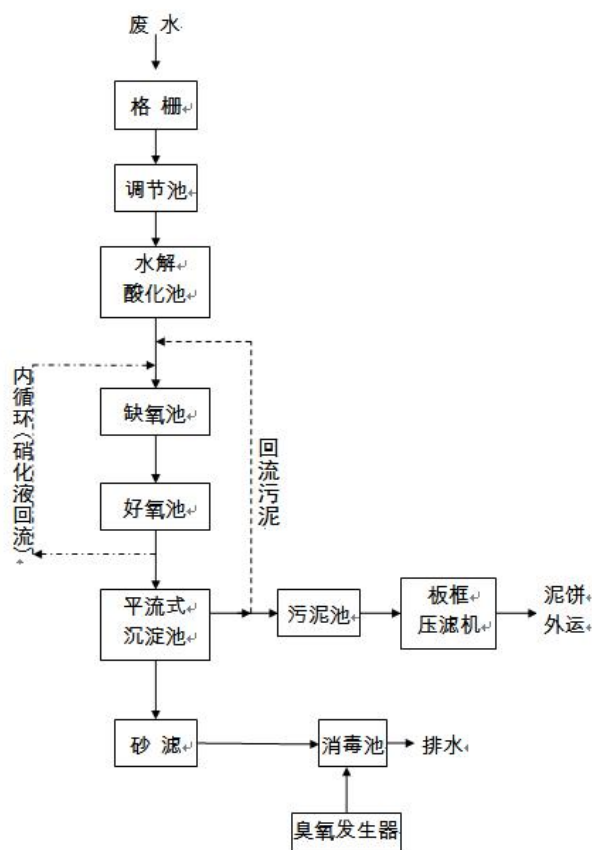 废 水
格 栅
调节池
水解
酸化池
内循环（硝化液回流）
缺氧池
回流污泥
好氧池
平流式
沉淀池
污泥池
板框
压滤机
泥饼
外运
砂 滤
消毒池
排水
臭氧发生器